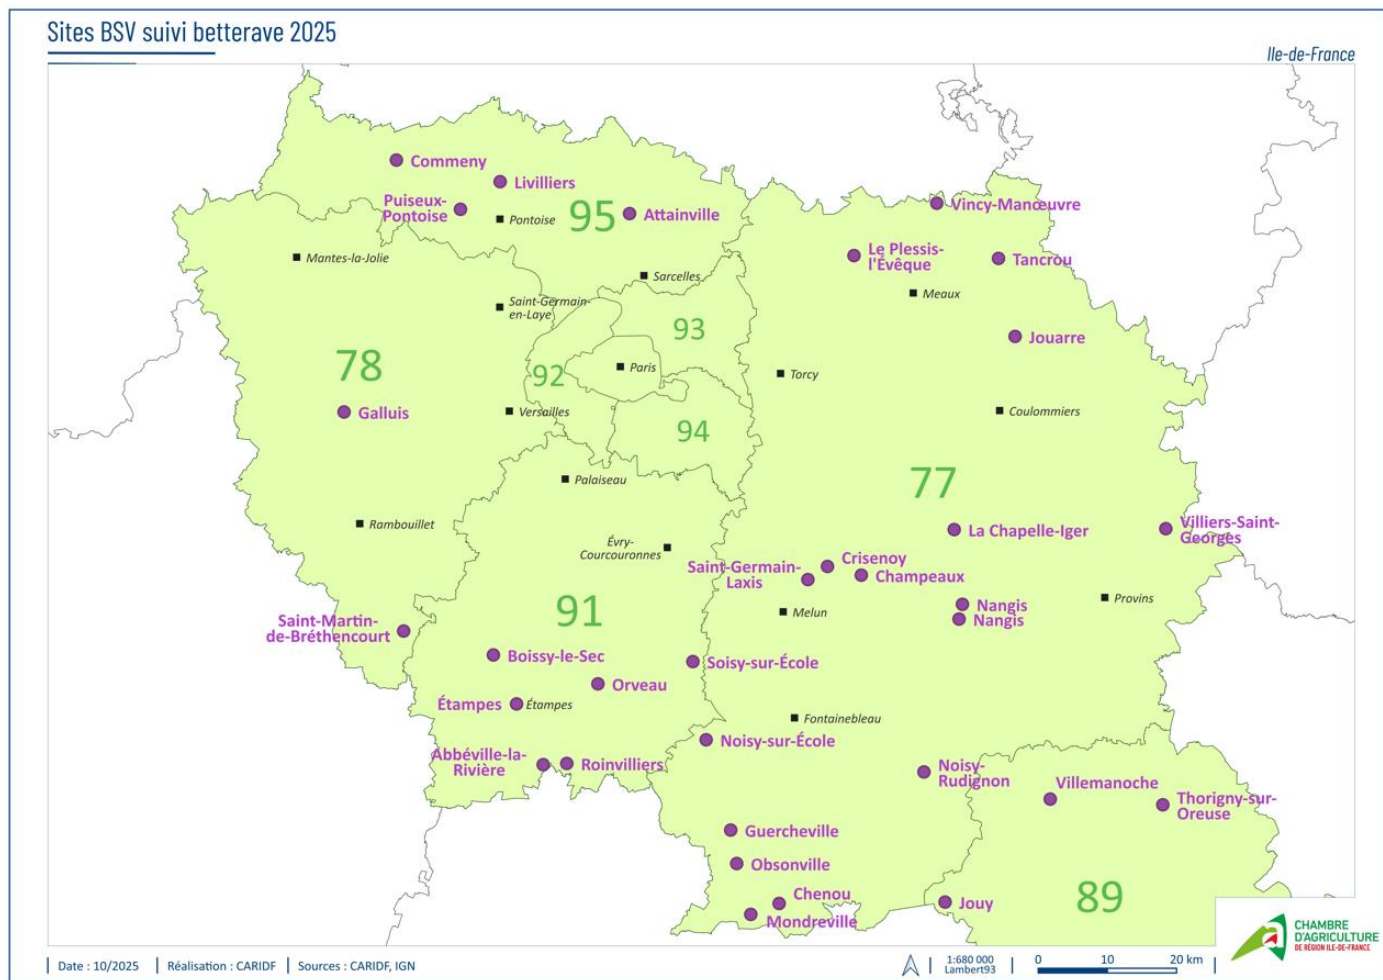 Sites BSV suivi betterave 2025
Ile-de-France
Commeny
Livilliers
Puiseux-
Pontoise
Pontoise
95
Attainville
Vincy-Manœuvre
Le Plessis-
l'Évêque
Tancrou
Mantes-la-Jolie
Sarcelles
Meaux
Saint-Germain-
en-Laye
93
Jouarre
78
92
Paris
Torcy
Galluis
Versailles
94
Coulommiers
Palaiseau
77
Rambouillet
Évry-
Courcouronnes
La Chapelle-Iger
Villiers-Saint-
Georges
Saint-Germain-
Laxis
Crisenoy
Champeaux
91
Melun
Nangis
Nangis
Provins
Saint-Martin-
de-Bréthencourt
Boissy-le-Sec
Soisy-sur-École
Orveau
Étampes
Étampes
Fontainebleau
Noisy-sur-École
Abbéville-la-
Rivière
Roinvilliers
Noisy-
Rudignon
Villemanoche
Thorigny-sur-
Oreuse
Guercheville
Obsonville
Chenou
Mondreville
Jouy
89
CHAMBRE
D'AGRICULTURE
DE RÉGION ILE-DE-FRANCE
Date : 10/2025
Réalisation : CARIDF
Sources : CARIDF, IGN
1:680 000
Lambert93
0 10 20 km